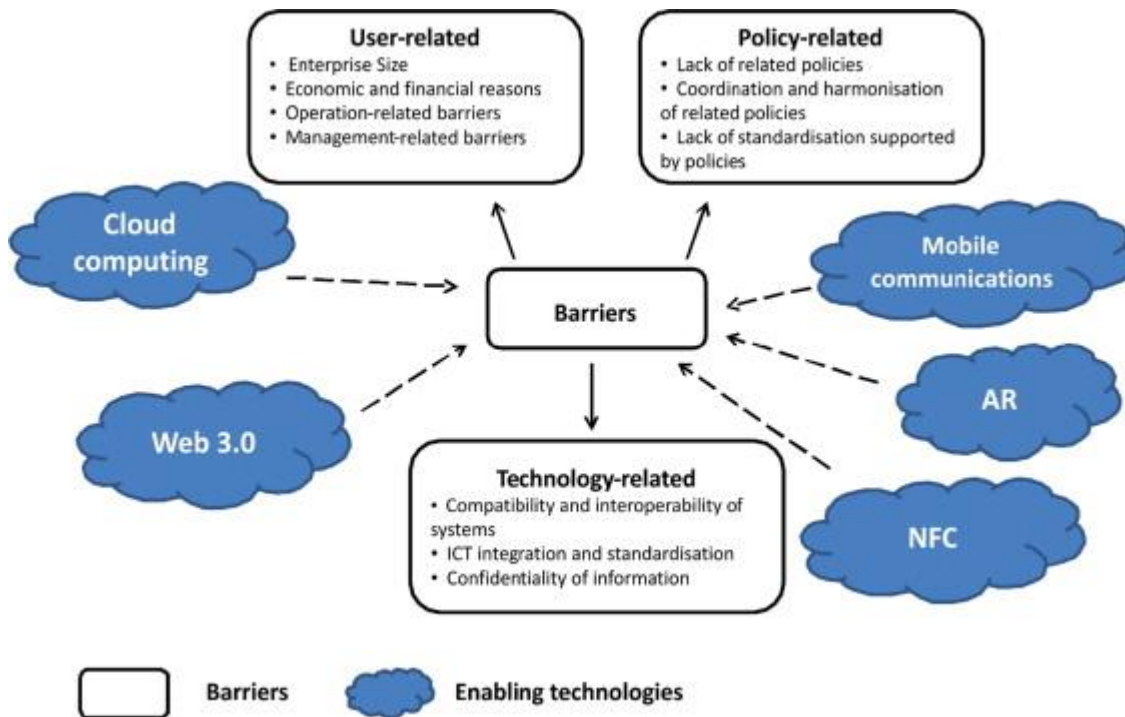 User-related
• Enterprise Size
• Economic and financial reasons
• Operation-related barriers
• Management-related barriers
Policy-related
• Lack of related policies
• Coordination and harmonisation
of related policies
• Lack of standardisation supported
by policies
Cloud
computing
Mobile
communications
Barriers
AR
Web 3.0
Technology-related
• Compatibility and interoperability of
systems
• ICT integration and standardisation
• Confidentiality of information
NFC
Barriers
Enabling technologies